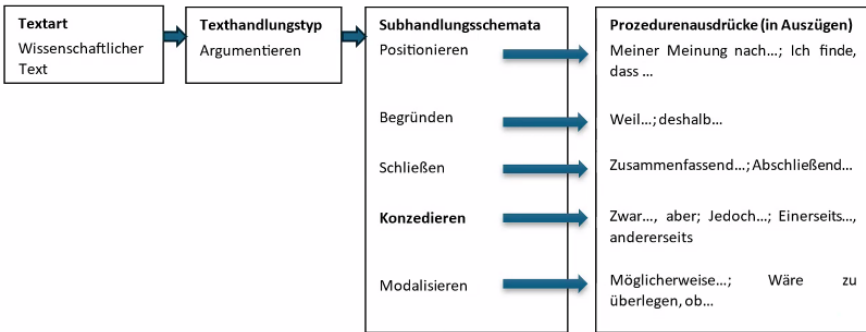 Textart
Wissenschaftlicher
Text
Texthandlungstyp
Argumentieren
Subhandlungsschemata
Positionieren
Begründen
Schließen
Konzedieren
Modalisieren
Prozedurenausdrücke (in Auszügen)
Meiner Meinung nach…; Ich finde,
dass …
Weil…; deshalb…
Zusammenfassend…; Abschließend…
Zwar…, aber; Jedoch…; Einerseits…,
andererseits
Möglicherweise…; Wäre zu
überlegen, ob…